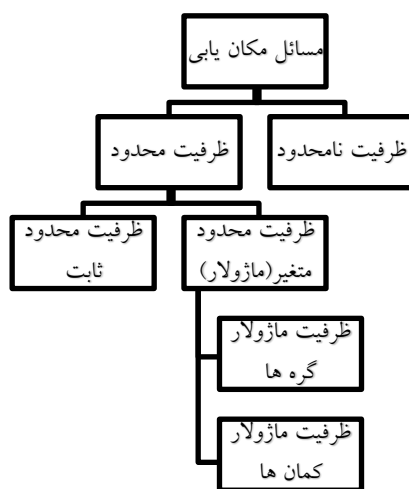 مسائل مکان یابی
ظرفیت نامحدود
ظرفیت محدود
ظرفیت محدود
متغیر(ماژولار)
ظرفیت محدود
ثابت
ظرفیت ماژولار
گره ها
ظرفیت ماژولار
کمان ها